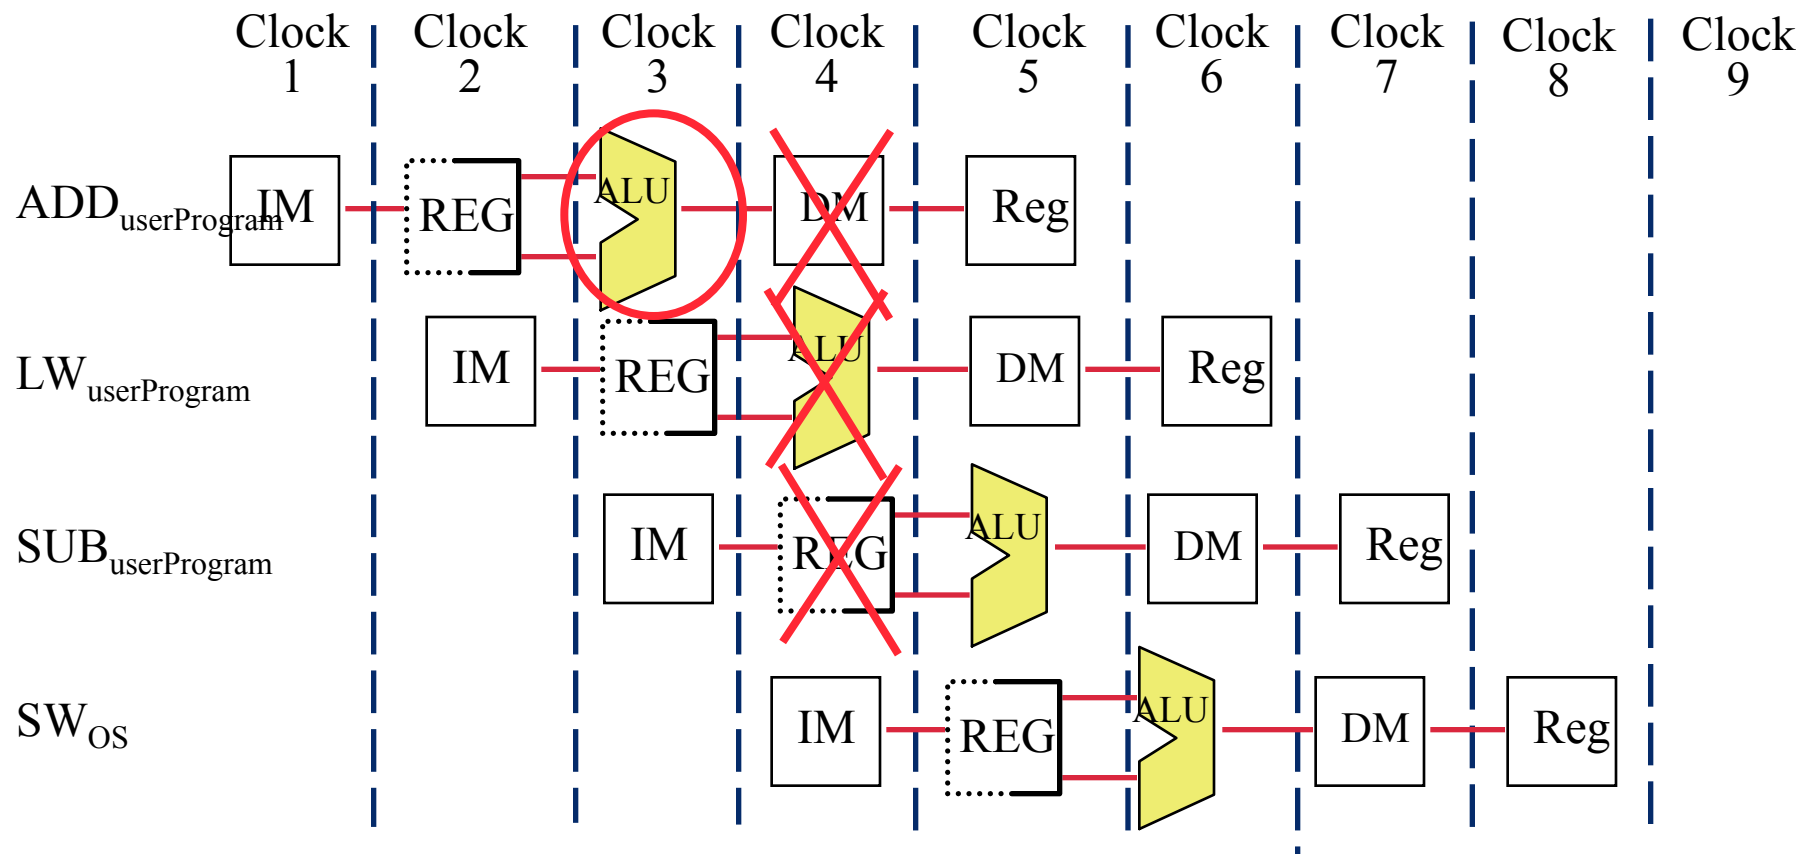 Clock 1 Clock 2 Clock 3 Clock 4 Clock 5 Clock 6 Clock 7 Clock 8 Clock 9
ADDuserProgram IM REG ALU DM Reg
LWuserProgram IM REG ALU DM Reg
SUBuserProgram IM REG ALU DM Reg
SWOS IM REG ALU DM Reg